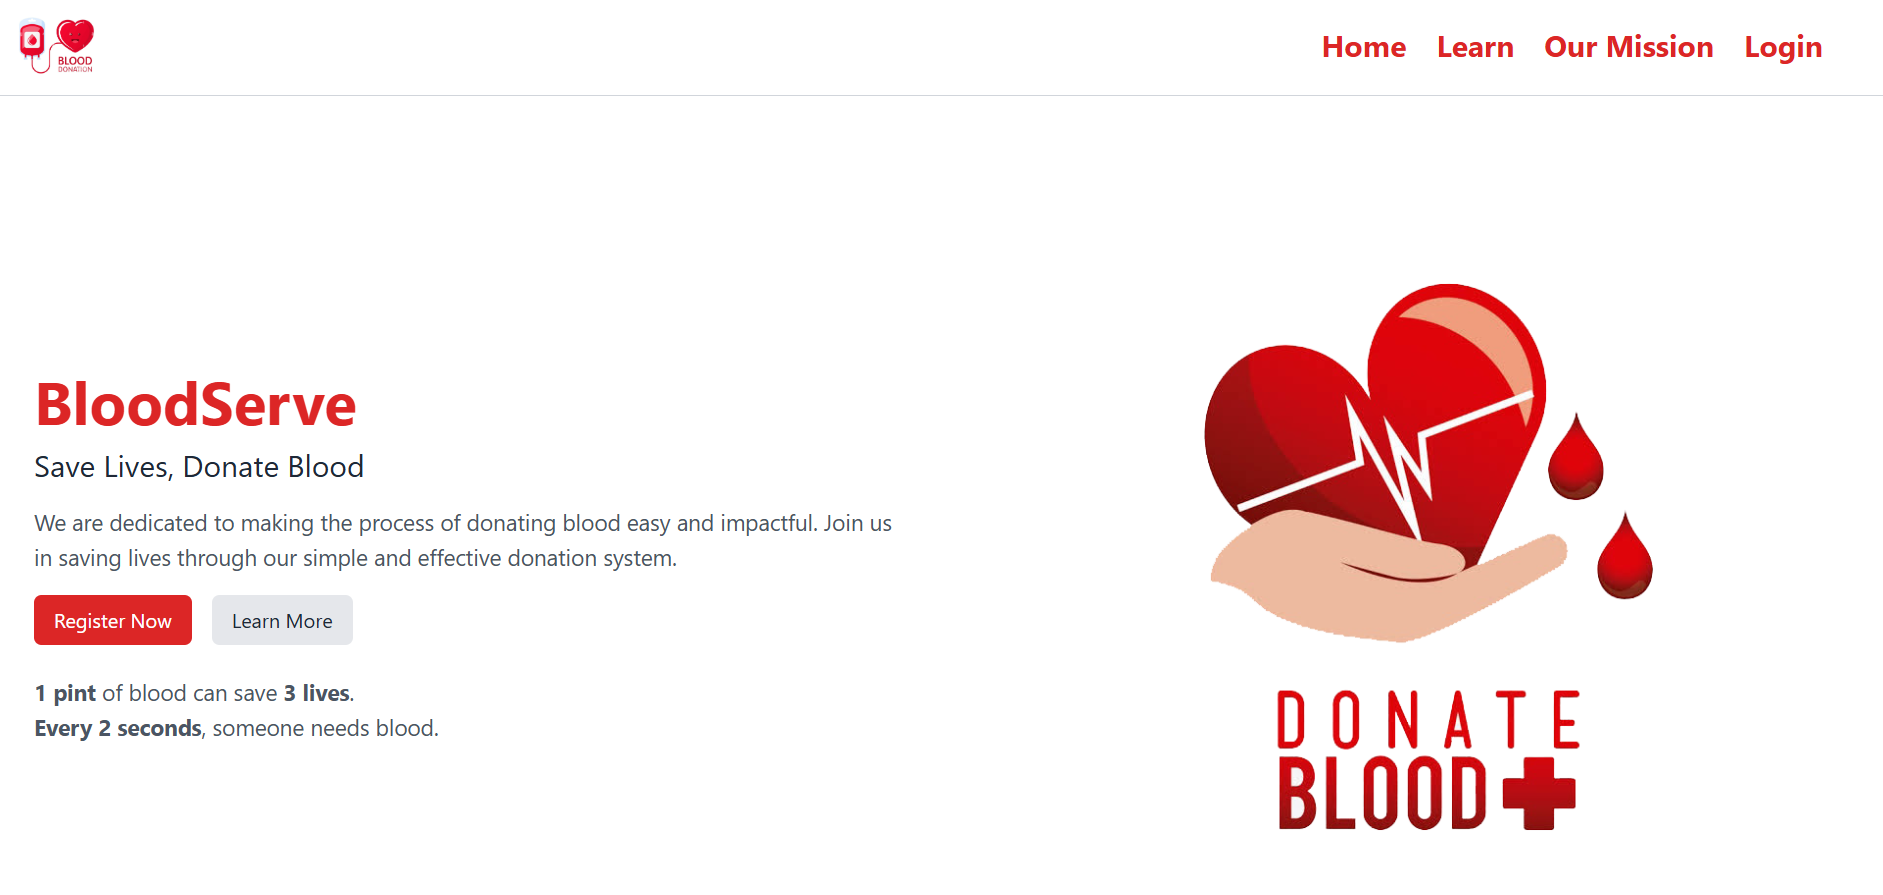 BLOOD
DONATION
Home Learn Our Mission Login
BloodServe
Save Lives, Donate Blood
We are dedicated to making the process of donating blood easy and impactful. Join us
in saving lives through our simple and effective donation system.
Register Now Learn More
1 pint of blood can save 3 lives.
Every 2 seconds, someone needs blood.
DONATE
BLOOD